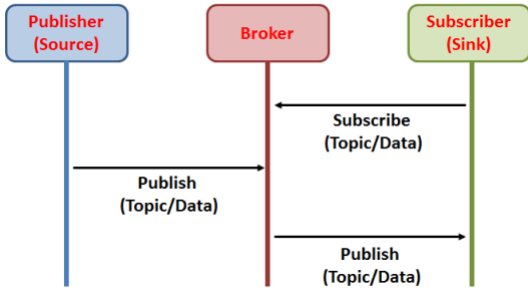 Publisher
(Source)
Broker
Subscriber
(Sink)
Subscribe
(Topic/Data)
Publish
(Topic/Data)
Publish
(Topic/Data)